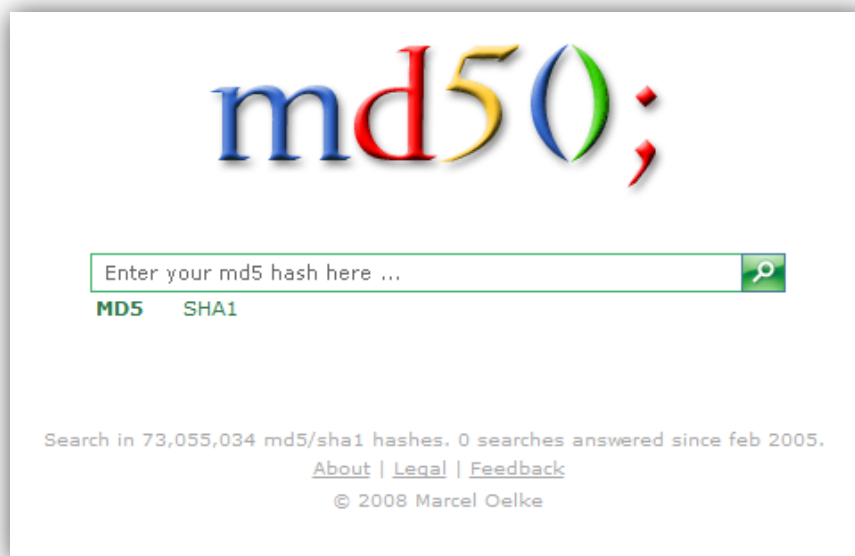 md5();
Enter your md5 hash here ...
MD5 SHA1
Search in 73,055,034 md5/sha1 hashes. 0 searches answered since feb 2005.
About | Legal | Feedback
© 2008 Marcel Oelke